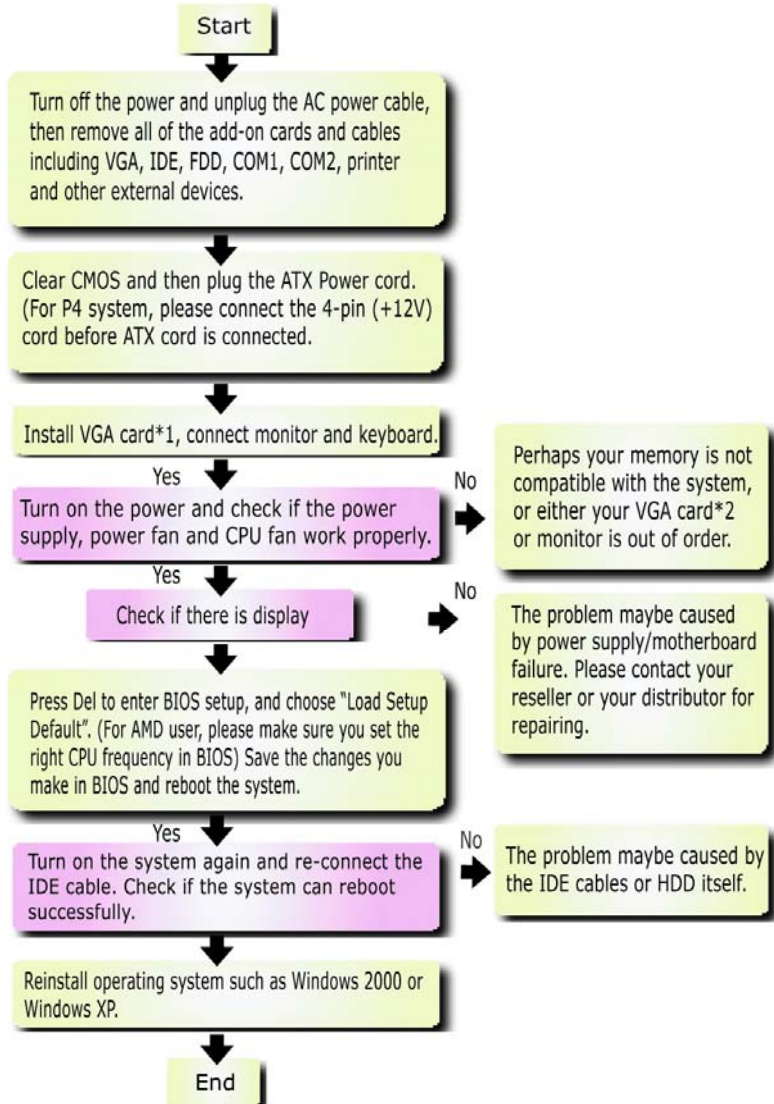 Start
Turn off the power and unplug the AC power cable,
then remove all of the add-on cards and cables
including VGA, IDE, FDD, COM1, COM2, printer
and other external devices.
Clear CMOS and then plug the ATX Power cord.
(For P4 system, please connect the 4-pin (+12V)
cord before ATX cord is connected.
Install VGA card*1, connect monitor and keyboard.
Yes
No
Turn on the power and check if the power
supply, power fan and CPU fan work properly.
Perhaps your memory is not
compatible with the system,
or either your VGA card*2
or monitor is out of order.
Yes
No
Check if there is display
The problem maybe caused
by power supply/motherboard
failure. Please contact your
reseller or your distributor for
repairing.
Press Del to enter BIOS setup, and choose “Load Setup
Default”. (For AMD user, please make sure you set the
right CPU frequency in BIOS) Save the changes you
make in BIOS and reboot the system.
Yes
No
Turn on the system again and re-connect the
IDE cable. Check if the system can reboot
successfully.
The problem maybe caused by
the IDE cables or HDD itself.
Reinstall operating system such as Windows 2000 or
Windows XP.
End